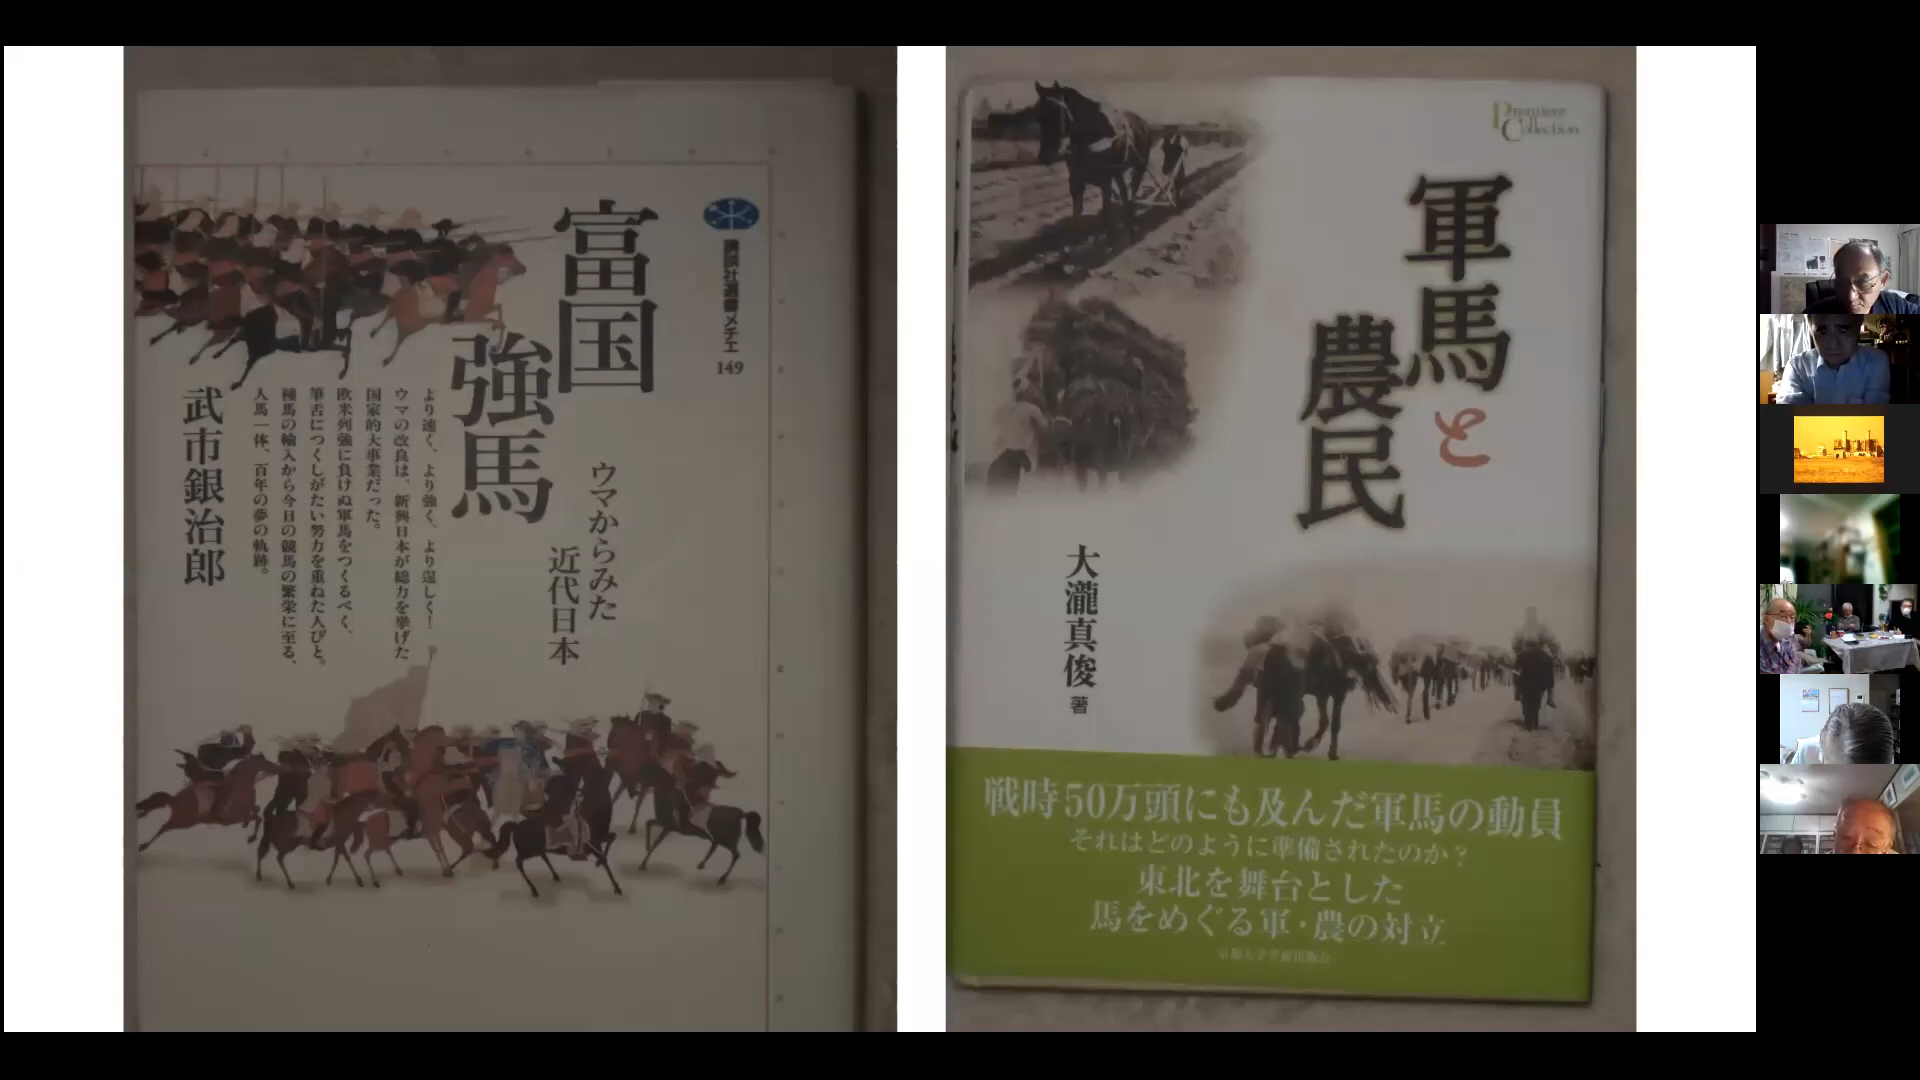 富国
強馬
ウマからみた
近代日本
講談社選書メチエ
149
より速く、より強く、より逞しく!
ウマの改良は、新興日本が総力を挙げた
国家的大事業だった。
欧米列強に負けぬ軍馬をつくるべく、
筆舌につくしがたい努力を重ねた人びと。
種馬の輸入から今日の競馬の繁栄に至る、
人馬一体、百年の夢の軌跡。
武市銀治郎
Premiere
Collection
軍馬と
農民
大瀧真俊 著
戦時50万頭にも及んだ軍馬の動員
それはどのように準備されたのか?
東北を舞台とした
馬をめぐる軍・農の対立
京都大学学術出版会